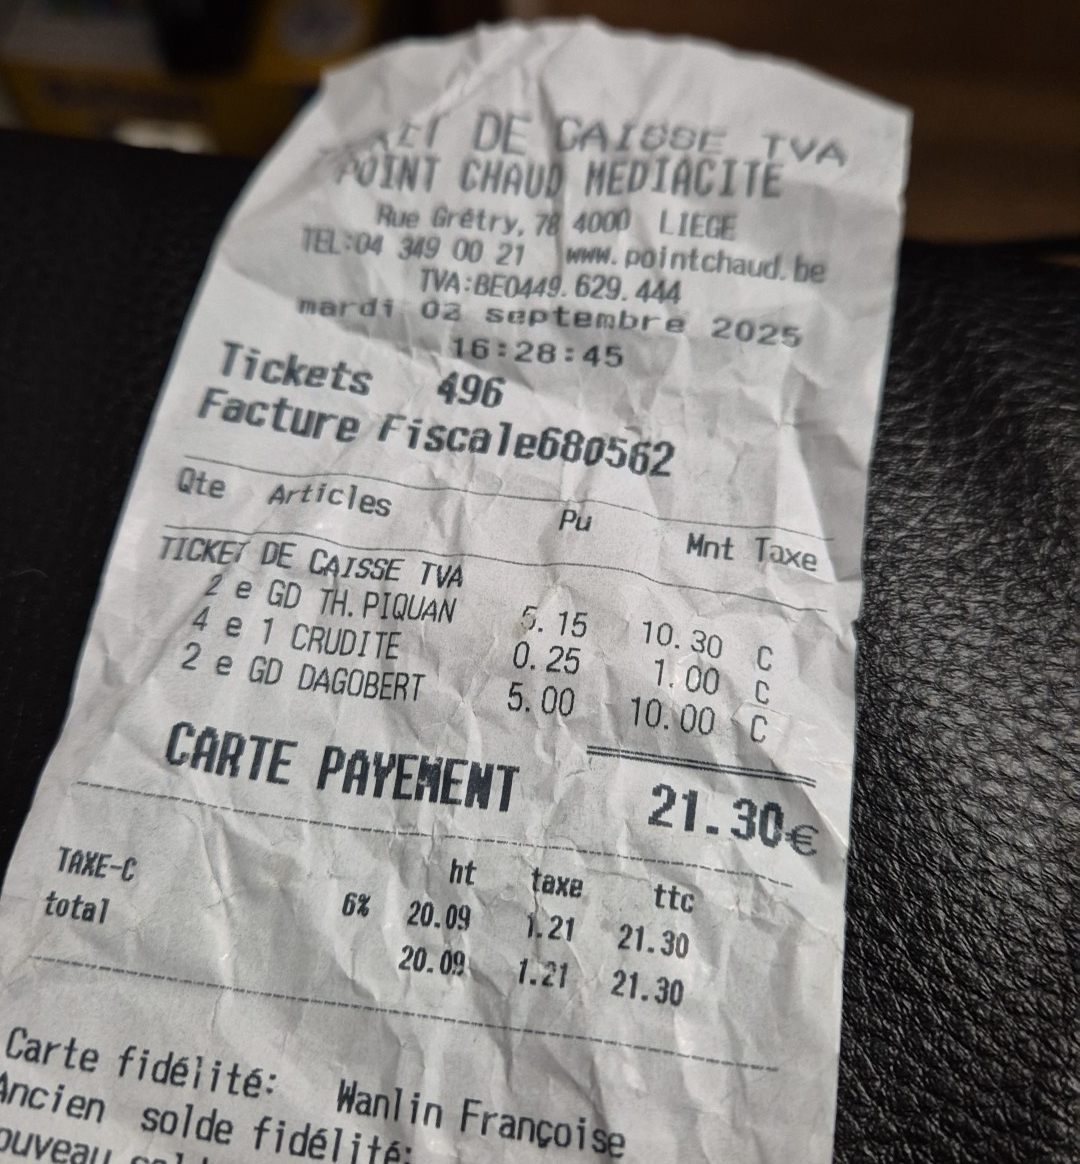 DE CAISSE TVA
POINT CHAUD MEDIACITE
Rue Grêtry, 78 4000 LIEGE
TEL:04 349 00 21 www.pointchaud.be
TVA:BE0449.629.444
mardi 02 septembre 2025
16:28:45
Tickets 496
Facture Fiscale680562
Qte Articles Pu Mnt Taxe
TICKET DE CAISSE TVA
2 e GD TH.PIQUAN 5.15 10.30 C
4 e 1 CRUDITE 0.25 1.00 C
2 e GD DAGOBERT 5.00 10.00 C
CARTE PAYEMENT 21.30€
ht taxe ttc
TAXE-C 6% 20.09 1.21 21.30
total 20.09 1.21 21.30
Carte fidélité: Wanlin Françoise
Ancien solde fidélité: